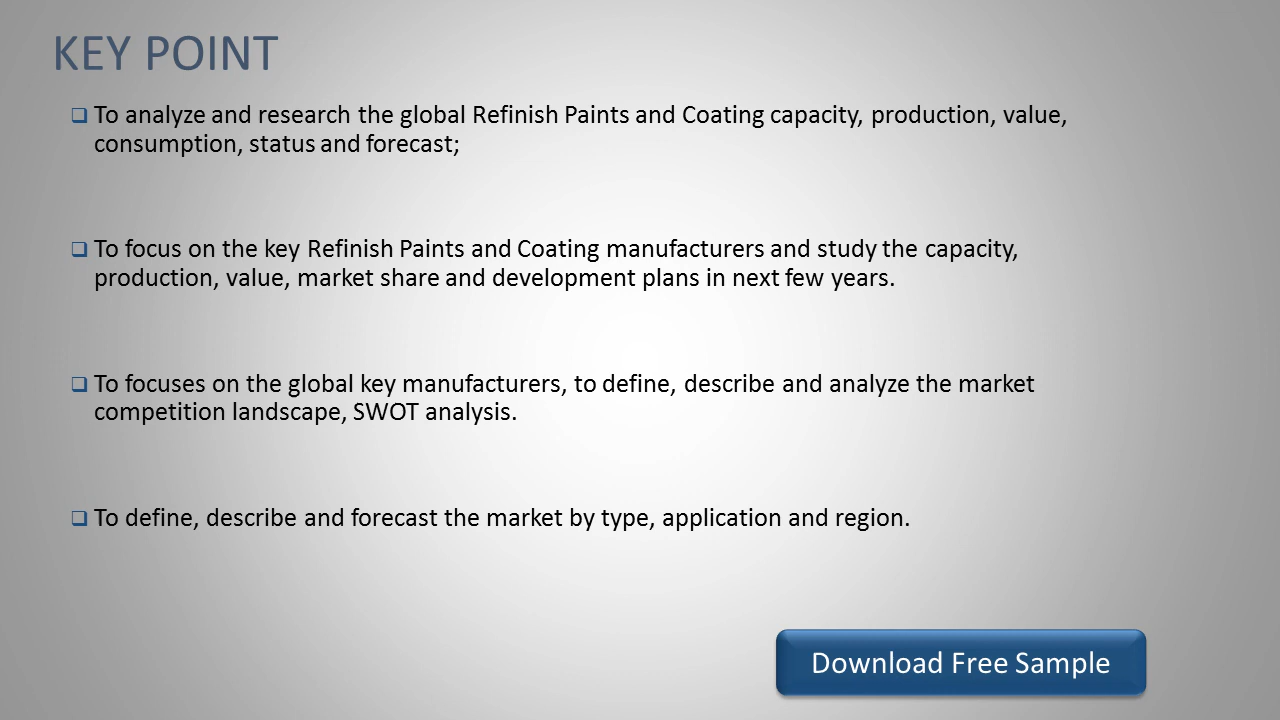 KEY POINT
To analyze and research the global Refinish Paints and Coating capacity, production, value,
consumption, status and forecast;
To focus on the key Refinish Paints and Coating manufacturers and study the capacity,
production, value, market share and development plans in next few years.
To focuses on the global key manufacturers, to define, describe and analyze the market
competition landscape, SWOT analysis.
To define, describe and forecast the market by type, application and region.
Download Free Sample